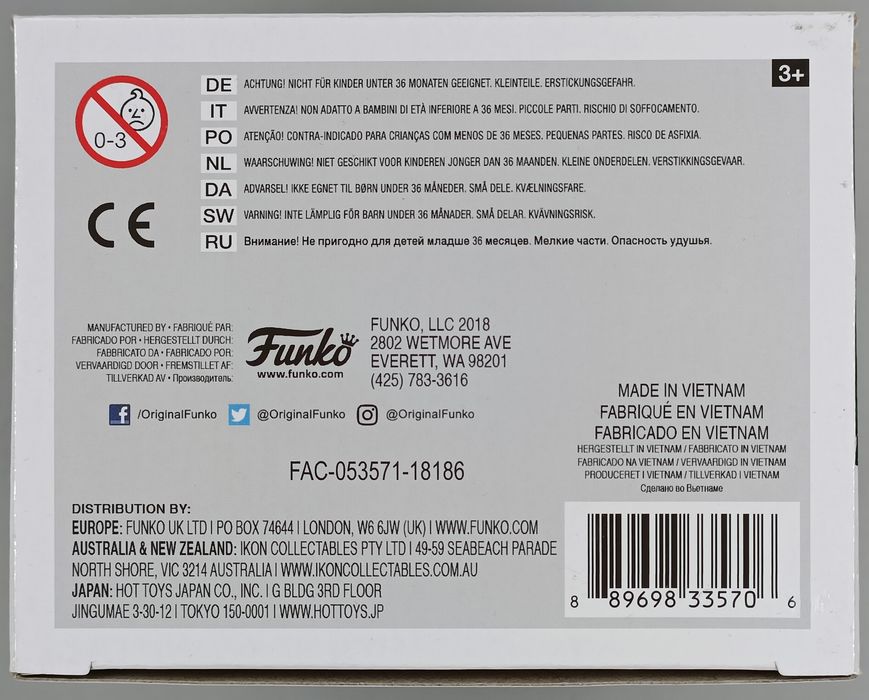 3+
0-3
DE ACHTUNG! NICHT FÜR KINDER UNTER 36 MONATEN GEEIGNET. KLEINTEILE. ERSTICKUNGSGEFAHR.
IT AVVERTENZA! NON ADATTO A BAMBINI DI ETÀ INFERIORE A 36 MESI. PICCOLE PARTI. RISCHIO DI SOFFOCAMENTO.
PO ATENÇÃO! CONTRA-INDICADO PARA CRIANÇAS COM MENOS DE 36 MESES. PEQUENAS PARTES. RISCO DE ASFIXIA.
NL WAARSCHUWING! NIET GESCHIKT VOOR KINDEREN JONGER DAN 36 MAANDEN. KLEINE ONDERDELEN. VERSTIKKINGSGEVAAR.
DA ADVARSEL! IKKE EGNET TIL BØRN UNDER 36 MÅNEDER. SMÅ DELE. KVÆLNINGSFARE.
SW VARNING! INTE LÄMPLIG FÖR BARN UNDER 36 MÅNADER. SMÅ DELAR. KVÄVNINGSRISK.
RU Внимание! Не пригодно для детей младше 36 месяцев. Мелкие части. Опасность удушья.
CE
MANUFACTURED BY • FABRIQUÉ PAR:
FABRICADO POR • HERGESTELLT DURCH:
FABBRICATO DA • FABRICADO POR:
VERVAARDIGD DOOR • FREMSTILLET AF:
TILLVERKAD AV • Производитель:
Funko
www.funko.com
FUNKO, LLC 2018
2802 WETMORE AVE
EVERETT, WA 98201
(425) 783-3616
/OriginalFunko @OriginalFunko @OriginalFunko
FAC-053571-18186
MADE IN VIETNAM
FABRIQUÉ EN VIETNAM
FABRICADO EN VIETNAM
HERGESTELLT IN VIETNAM / FABBRICATO IN VIETNAM
FABRICADO NA VIETNAM / VERVAARDIGD IN VIETNAM
PRODUCERET I VIETNAM / TILLVERKAD I VIETNAM
Сделано во Вьетнаме
DISTRIBUTION BY:
EUROPE: FUNKO UK LTD | PO BOX 74644 | LONDON, W6 6JW (UK) | WWW.FUNKO.COM
AUSTRALIA & NEW ZEALAND: IKON COLLECTABLES PTY LTD | 49-59 SEABEACH PARADE
NORTH SHORE, VIC 3214 AUSTRALIA | WWW.IKONCOLLECTABLES.COM.AU
JAPAN: HOT TOYS JAPAN CO., INC. | G BLDG 3RD FLOOR
JINGUMAE 3-30-12 | TOKYO 150-0001 | WWW.HOTTOYS.JP
8 89698 33570 6